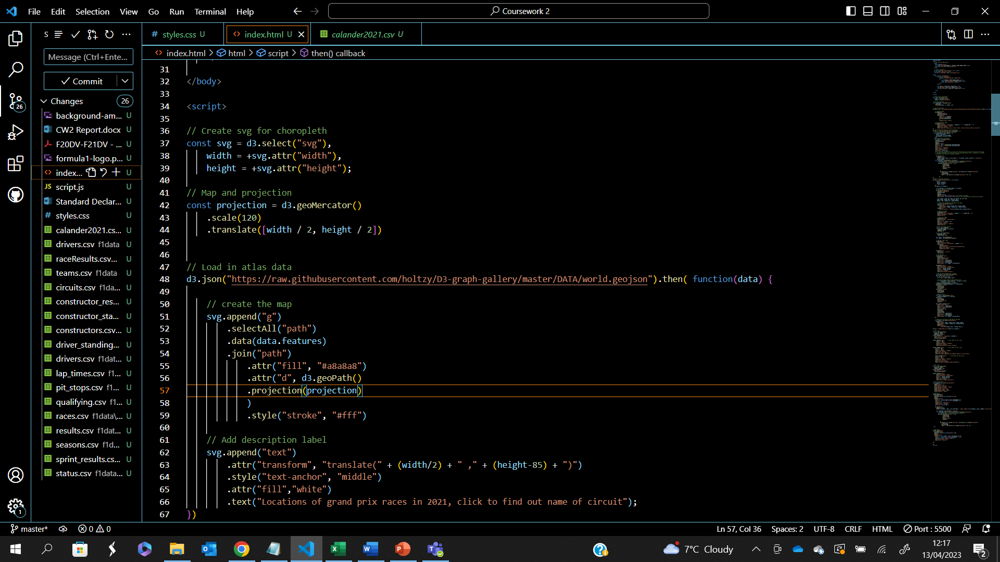 File Edit Selection View Go Run Terminal Help
Coursework 2
S
# styles.css U
<> index.html U
calander2021.csv U
index.html > html > script > then() callback
Message (Ctrl+Ente...
Commit
Changes 26
background-am... U
CW2 Report.docx U
F20DV-F21DV - ... U
formula1-logo.p... U
<> index... U
JS script.js U
Standard Declar... U
# styles.css U
calander2021.cs... U
drivers.csv f1data U
raceResults.csv... U
teams.csv f1data U
circuits.csv f1da... U
constructor_res... U
constructor_sta... U
constructors.csv... U
driver_standing... U
drivers.csv f1dat... U
lap_times.csv f1... U
pit_stops.csv f1... U
qualifying.csv f1... U
races.csv f1data\... U
results.csv f1dat... U
seasons.csv f1d... U
sprint_results.cs... U
status.csv f1data... U
26
1
31
32 </body>
33
34 <script>
35
36 // Create svg for choropleth
37 const svg = d3.select("svg"),
38 width = +svg.attr("width"),
39 height = +svg.attr("height");
40
41 // Map and projection
42 const projection = d3.geoMercator()
43 .scale(120)
44 .translate([width / 2, height / 2])
45
46
47 // Load in atlas data
48 d3.json("https://raw.githubusercontent.com/holtzy/D3-graph-gallery/master/DATA/world.geojson").then( function(data) {
49
50 // create the map
51 svg.append("g")
52 .selectAll("path")
53 .data(data.features)
54 .join("path")
55 .attr("fill", "#a8a8a8")
56 .attr("d", d3.geoPath()
57 .projection(projection)
58 )
59 .style("stroke", "#fff")
60
61 // Add description label
62 svg.append("text")
63 .attr("transform", "translate(" + (width/2) + " ," + (height-85) + ")")
64 .style("text-anchor", "middle")
65 .attr("fill","white")
66 .text("Locations of grand prix races in 2021, click to find out name of circuit");
67 })
master* 0 0
Ln 57, Col 36 Spaces: 2 UTF-8 CRLF HTML Port : 5500
7°C Cloudy
12:17
13/04/2023
2